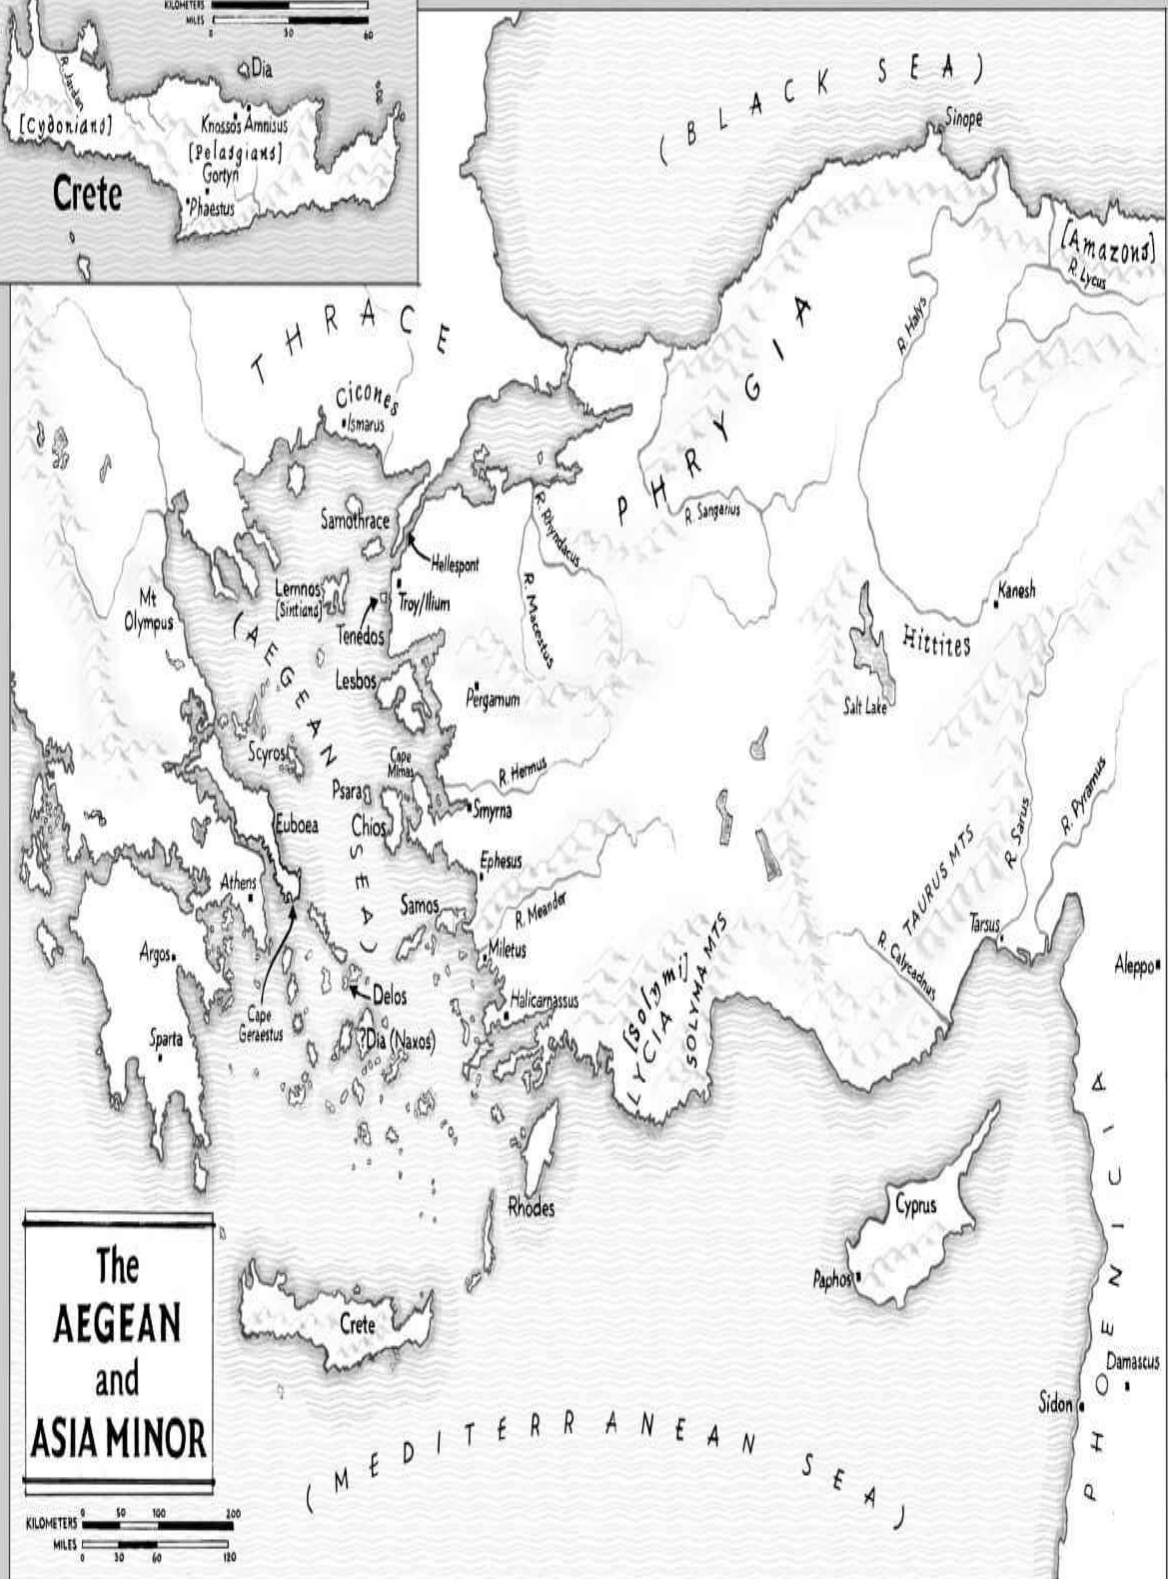 KILOMETERS
MILES
0 30 60
Dia
R. Jardan
[Cydonians]
Knossos Amnisus
[Pelasgians]
Gortyn
Phaestus
Crete
(BLACK SEA)
Sinope
[Amazons]
R. Lycus
R. Halys
THRACE
Cicones
Ismarus
PHRYGIA
R. Sangarius
Samothrace
R. Rhyndacus
Hellespont
Lemnos
[Sintians]
Troy/Ilium
Tenedos
R. Macestus
Mt
Olympus
Kanesh
Hittites
(AEGEAN SEA)
Lesbos
Pergamum
Salt Lake
Scyros
Cape
Mimas
R. Hermus
Psara
Smyrna
Euboea
Chios
R. Sarus
R. Pyramus
Ephesus
Athens
TAURUS MTS
Samos
R. Meander
Tarsus
Argos
Miletus
R. Calycadnus
Aleppo
Delos
Halicarnassus
Cape
Geraestus
?Dia (Naxos)
[Solymi]
LYCIA
SOLYMA MTS
Sparta
Rhodes
Cyprus
Paphos
PHOENICIA
The
AEGEAN
and
ASIA MINOR
Crete
Damascus
Sidon
(MEDITERRANEAN SEA)
0 50 100 200
KILOMETERS
MILES
0 30 60 120